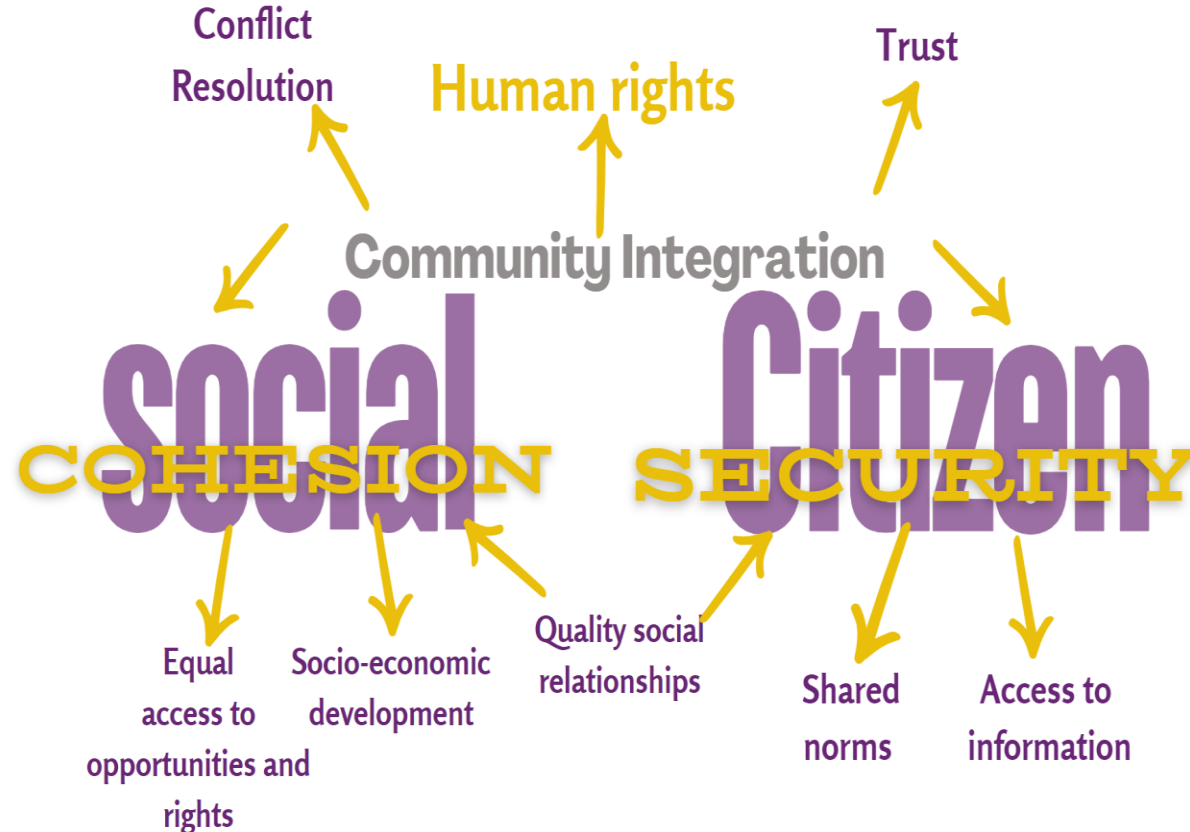 Conflict
Resolution
Human rights
Trust
Community Integration
social
COHESION
Citizen
SECURITY
Equal
access to
opportunities and
rights
Socio-economic
development
Quality social
relationships
Shared
norms
Access to
information